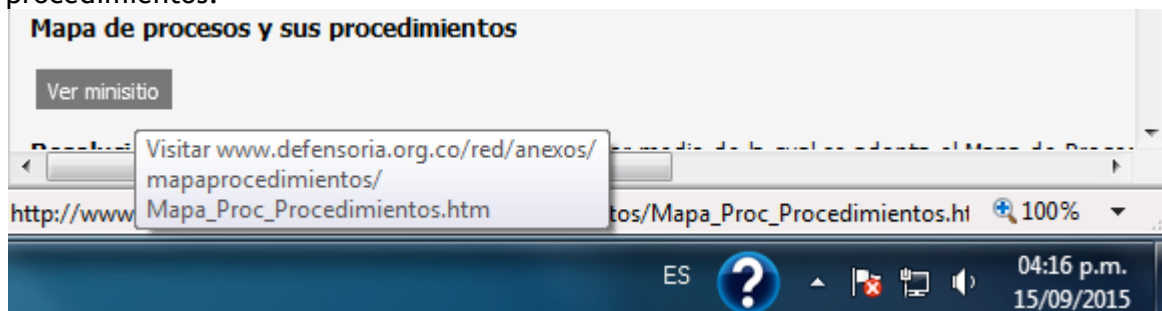 procedimientos.
Mapa de procesos y sus procedimientos
Ver minisitio
Visitar www.defensoria.org.co/red/anexos/
mapaprocedimientos/
Mapa_Proc_Procedimientos.htm
http://www
tos/Mapa_Proc_Procedimientos.ht
100%
ES
04:16 p.m.
15/09/2015